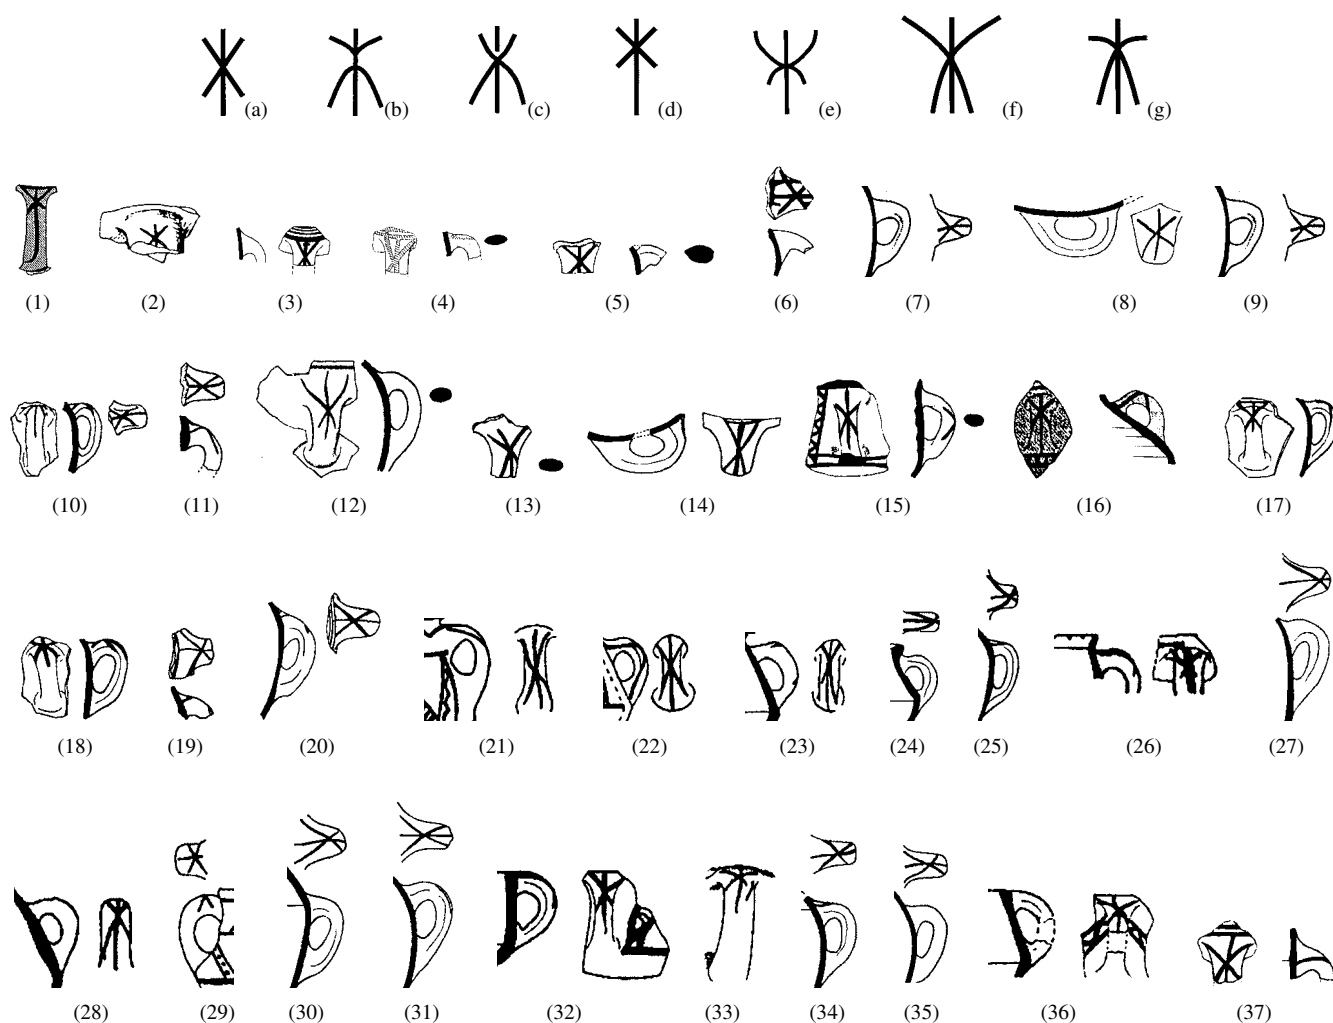 (a) (b) (c) (d) (e) (f) (g)
(1) (2) (3) (4) (5) (6) (7) (8) (9)
(10) (11) (12) (13) (14) (15) (16) (17)
(18) (19) (20) (21) (22) (23) (24) (25) (26) (27)
(28) (29) (30) (31) (32) (33) (34) (35) (36) (37)